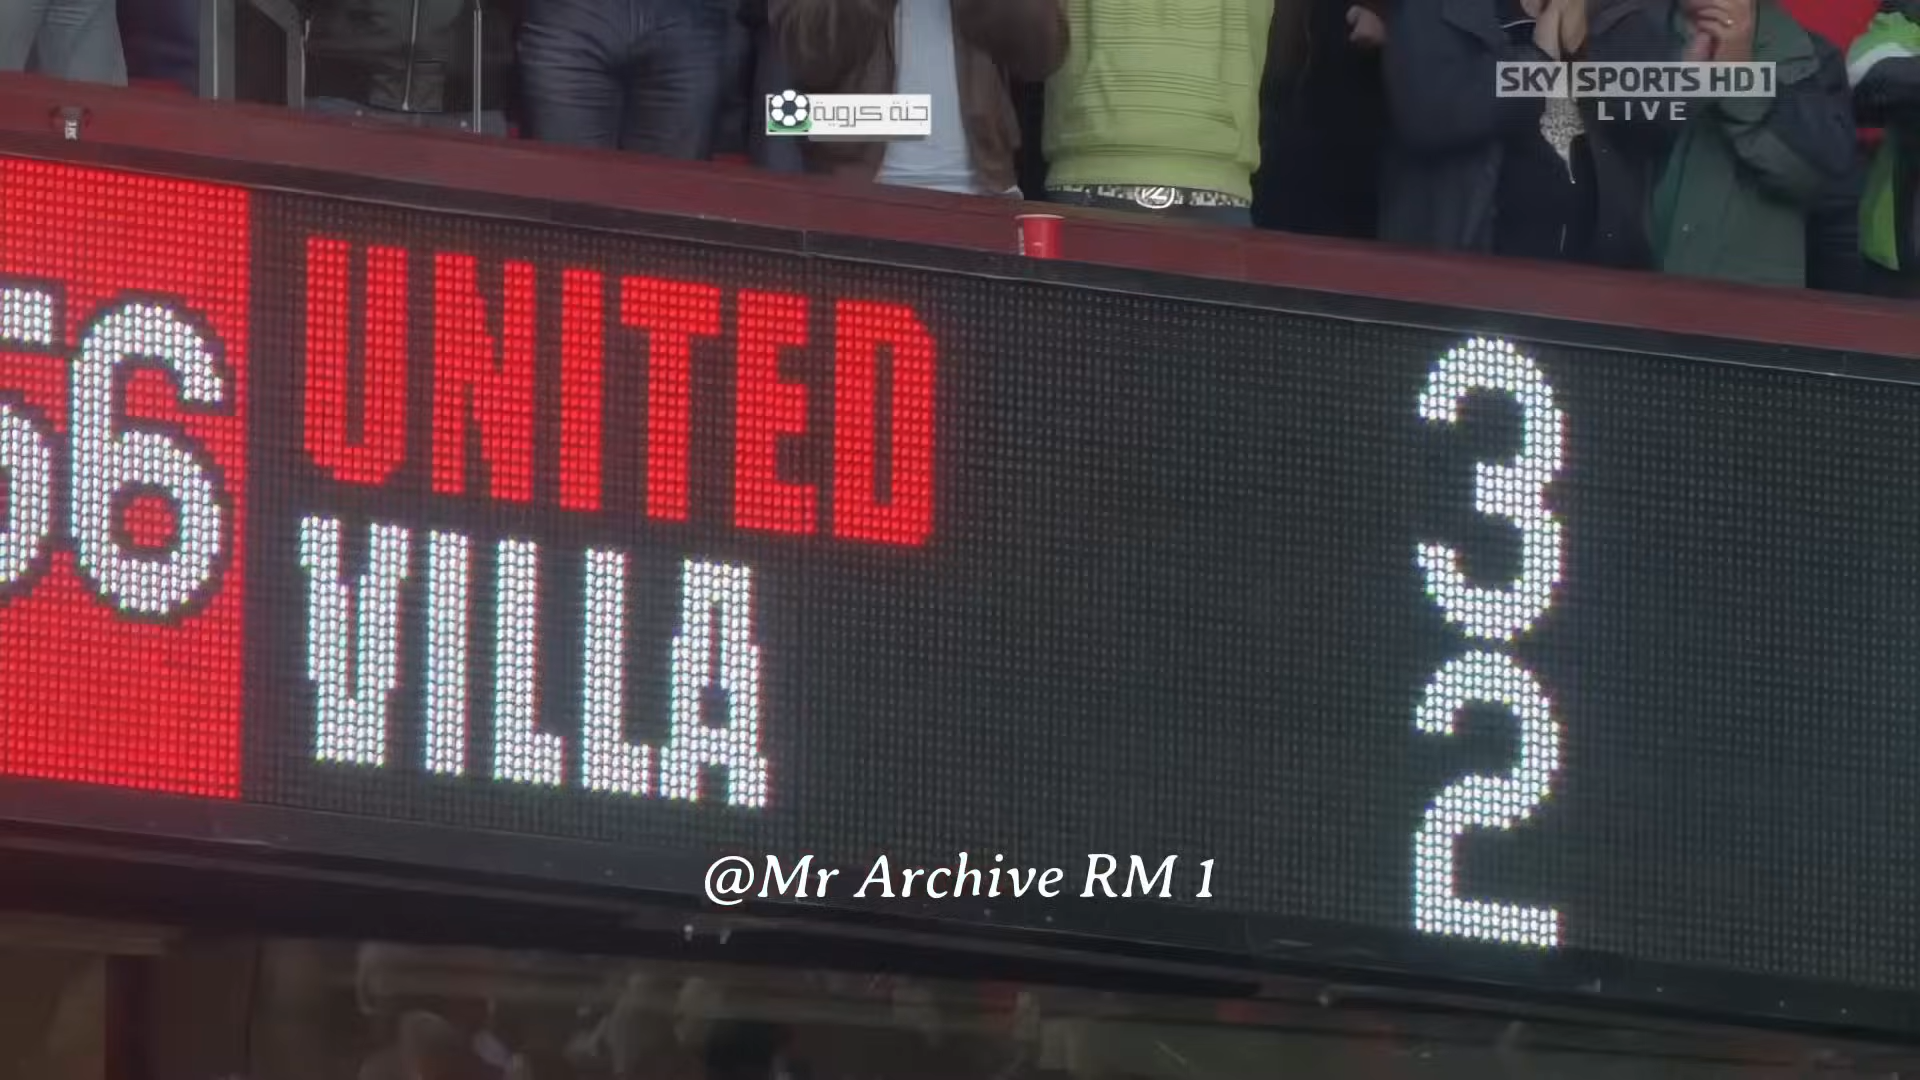 SKY SPORTS HD1
LIVE
جنة كروية
56
UNITED 3
VILLA 2
@Mr Archive RM 1